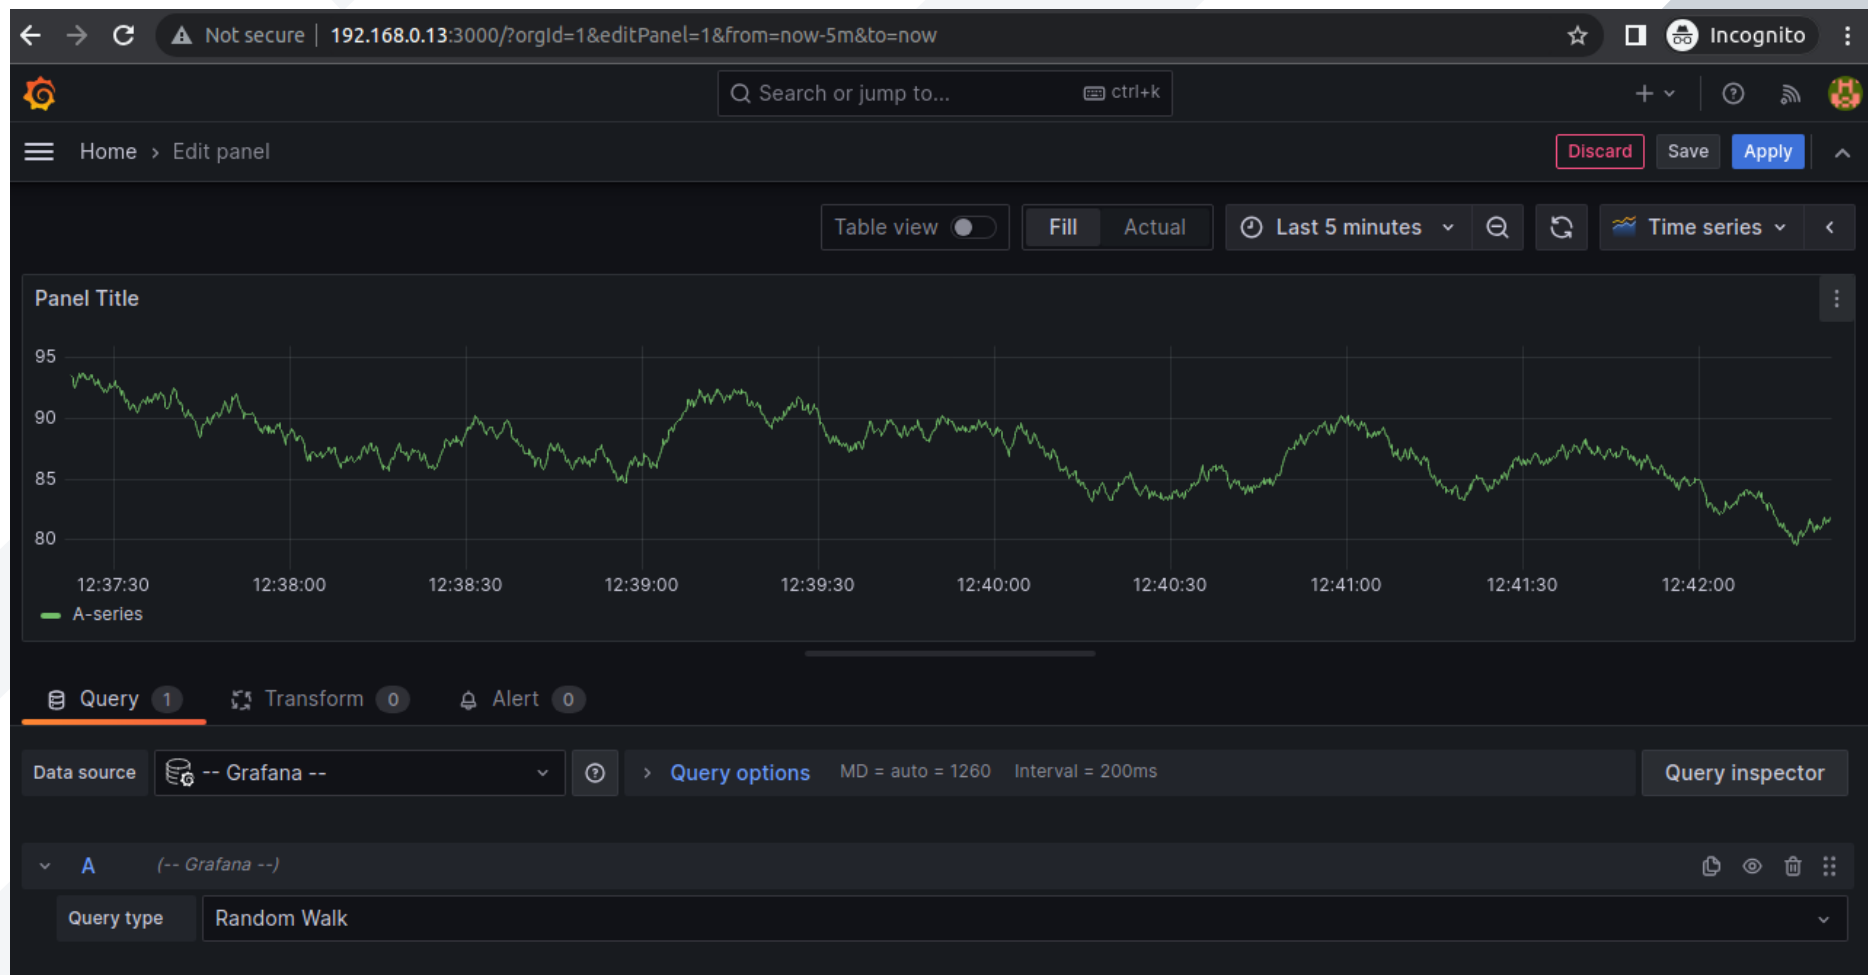 Not secure | 192.168.0.13:3000/?orgId=1&editPanel=1&from=now-5m&to=now Incognito
Search or jump to... ctrl+k
Home › Edit panel Discard Save Apply
Table view Fill Actual Last 5 minutes Time series
Panel Title
95
90
85
80
12:37:30 12:38:00 12:38:30 12:39:00 12:39:30 12:40:00 12:40:30 12:41:00 12:41:30 12:42:00
A-series
Query 1 Transform 0 Alert 0
Data source -- Grafana -- Query options MD = auto = 1260 Interval = 200ms Query inspector
A (-- Grafana --)
Query type Random Walk